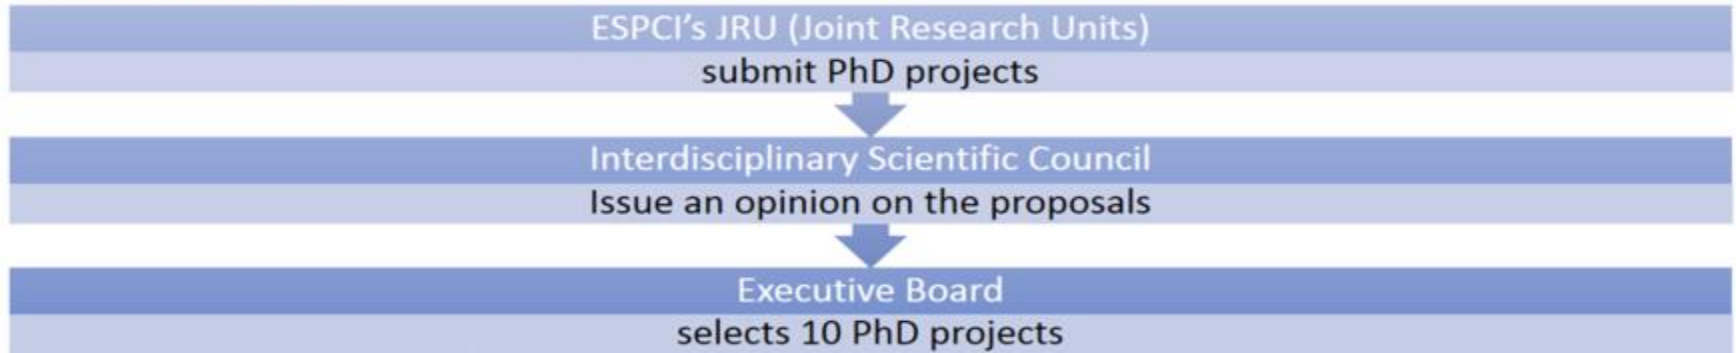 ESPCI's JRU (Joint Research Units)
submit PhD projects
Interdisciplinary Scientific Council
Issue an opinion on the proposals
Executive Board
selects 10 PhD projects